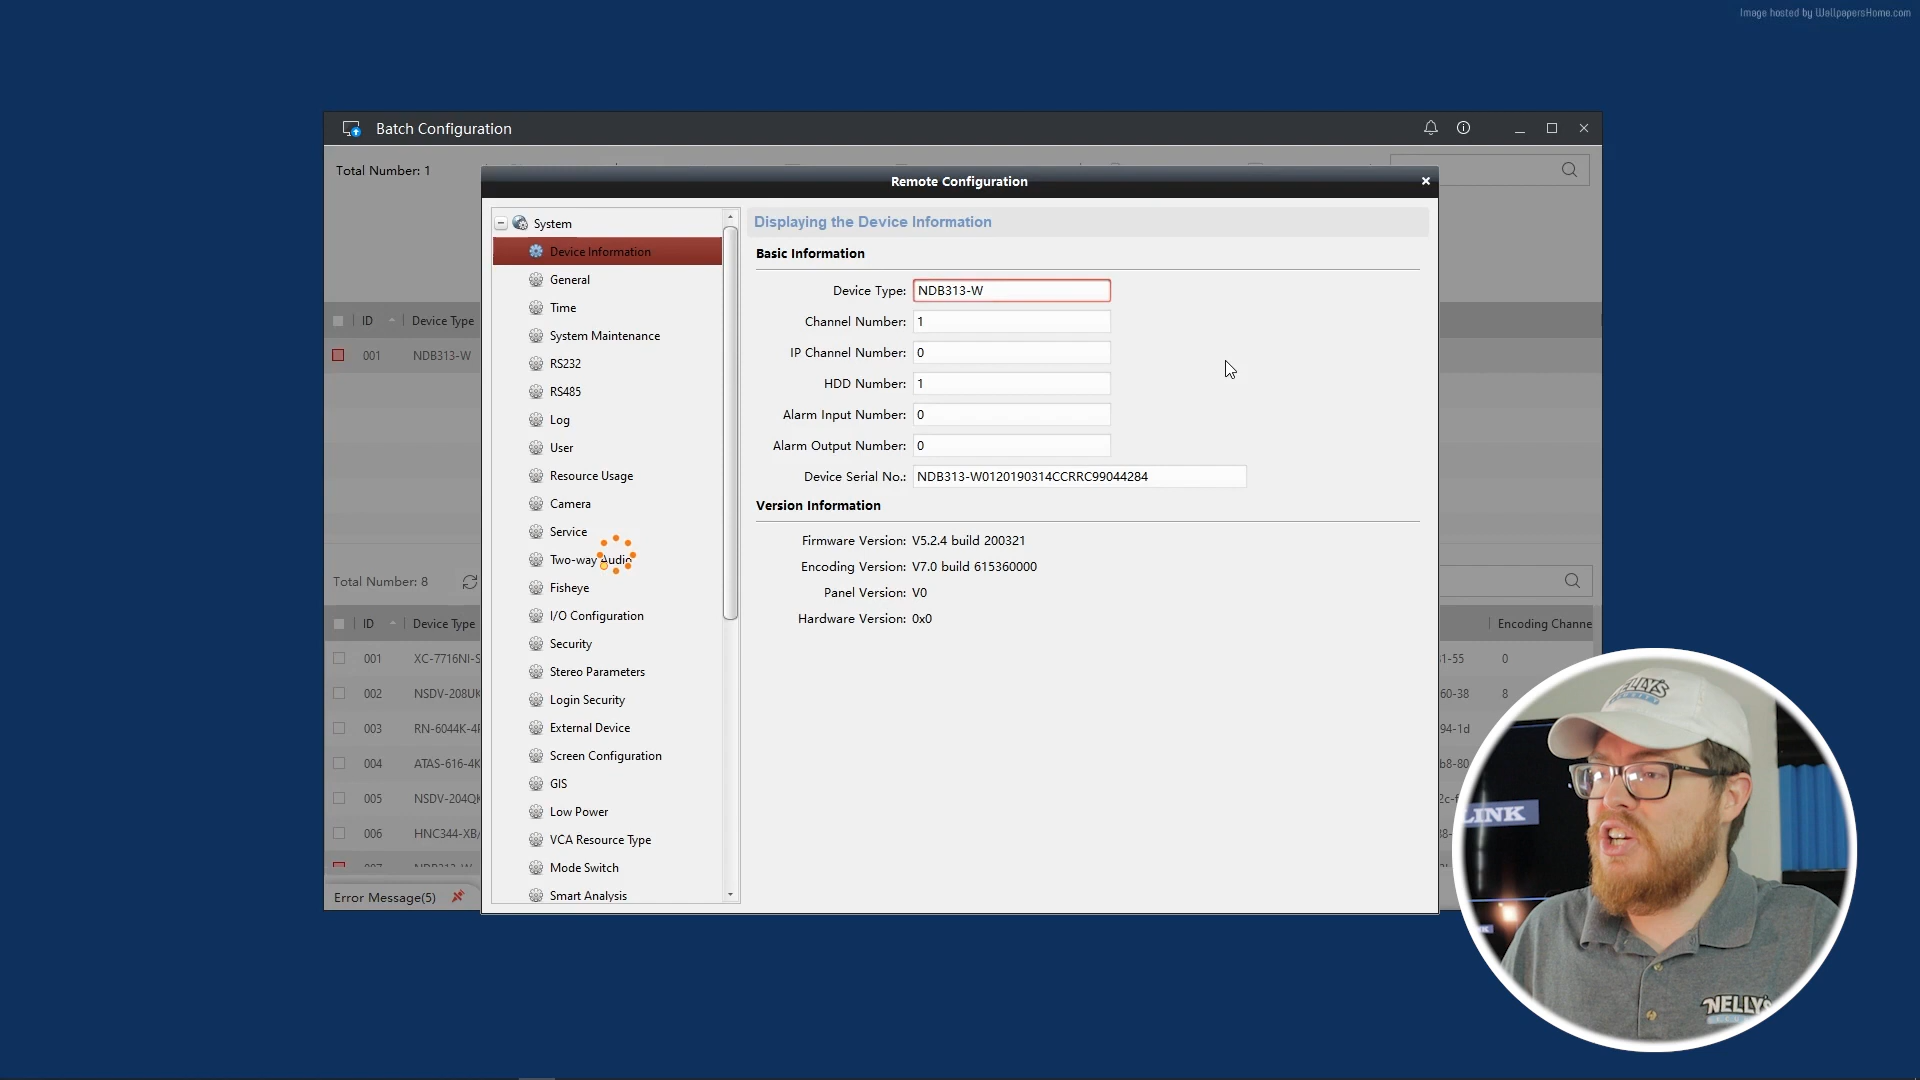 Image hosted by WallpapersHome.com
Batch Configuration
Total Number: 1
Remote Configuration
System
Device Information
General
Time
System Maintenance
RS232
RS485
Log
User
Resource Usage
Camera
Service
Two-way Audio
Fisheye
I/O Configuration
Security
Stereo Parameters
Login Security
External Device
Screen Configuration
GIS
Low Power
VCA Resource Type
Mode Switch
Smart Analysis
Displaying the Device Information
Basic Information
Device Type: NDB313-W
Channel Number: 1
IP Channel Number: 0
HDD Number: 1
Alarm Input Number: 0
Alarm Output Number: 0
Device Serial No.: NDB313-W0120190314CCRRC99044284
Version Information
Firmware Version: V5.2.4 build 200321
Encoding Version: V7.0 build 615360000
Panel Version: V0
Hardware Version: 0x0
ID Device Type
001 NDB313-W
Total Number: 8
ID Device Type Encoding Channe
001 XC-7716NI-S 1-55 0
002 NSDV-208UK 60-38 8
003 RN-6044K-4 94-1d
004 ATAS-616-4K b8-80
005 NSDV-204QK
006 HNC344-XB/
007 NDB313-W
Error Message(5)
NELLY'S
LINK
NELLY'S